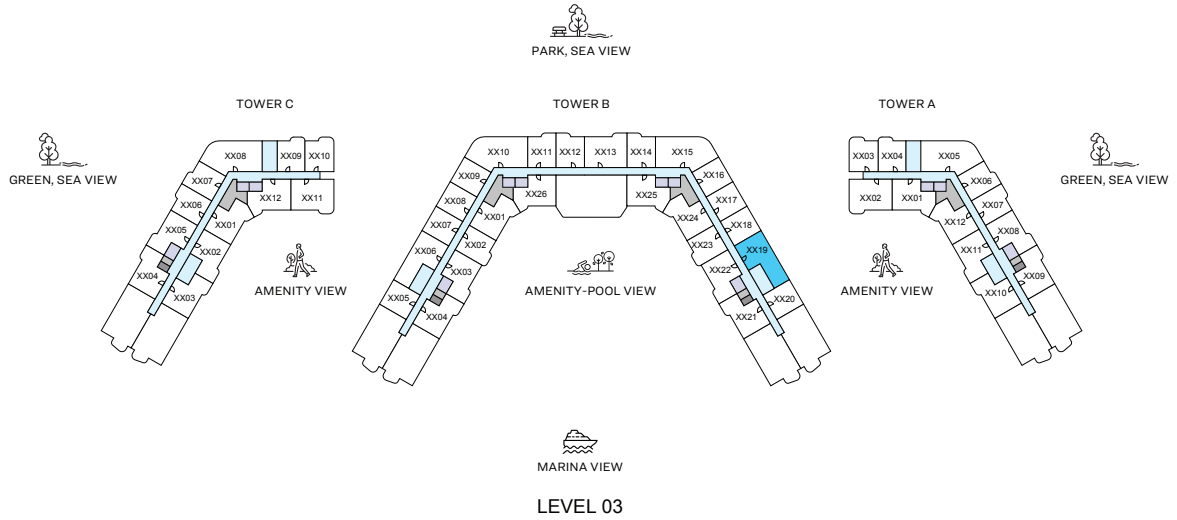 PARK, SEA VIEW
TOWER C
TOWER B
TOWER A
GREEN, SEA VIEW
GREEN, SEA VIEW
XX08
XX09
XX10
XX07
XX06
XX05
XX04
XX03
XX02
XX01
XX12
XX11
XX10
XX11
XX12
XX13
XX14
XX15
XX09
XX08
XX07
XX06
XX05
XX04
XX03
XX02
XX01
XX26
XX25
XX24
XX23
XX22
XX21
XX16
XX17
XX18
XX19
XX20
XX03
XX04
XX05
XX02
XX01
XX06
XX07
XX08
XX09
XX12
XX11
XX10
AMENITY VIEW
AMENITY-POOL VIEW
AMENITY VIEW
MARINA VIEW
LEVEL 03